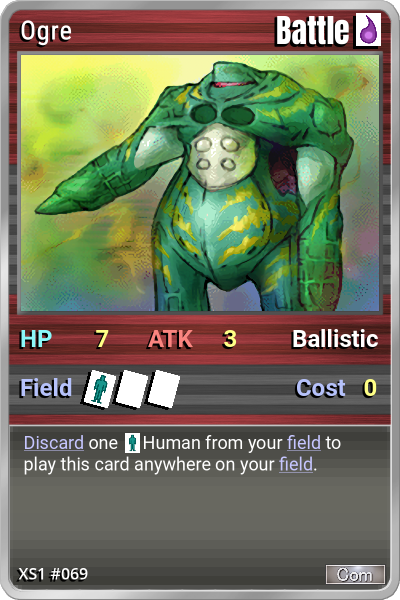 Ogre Battle
HP 7 ATK 3 Ballistic
Field Cost 0
Discard one Human from your field to
play this card anywhere on your field.
XS1 #069 Com